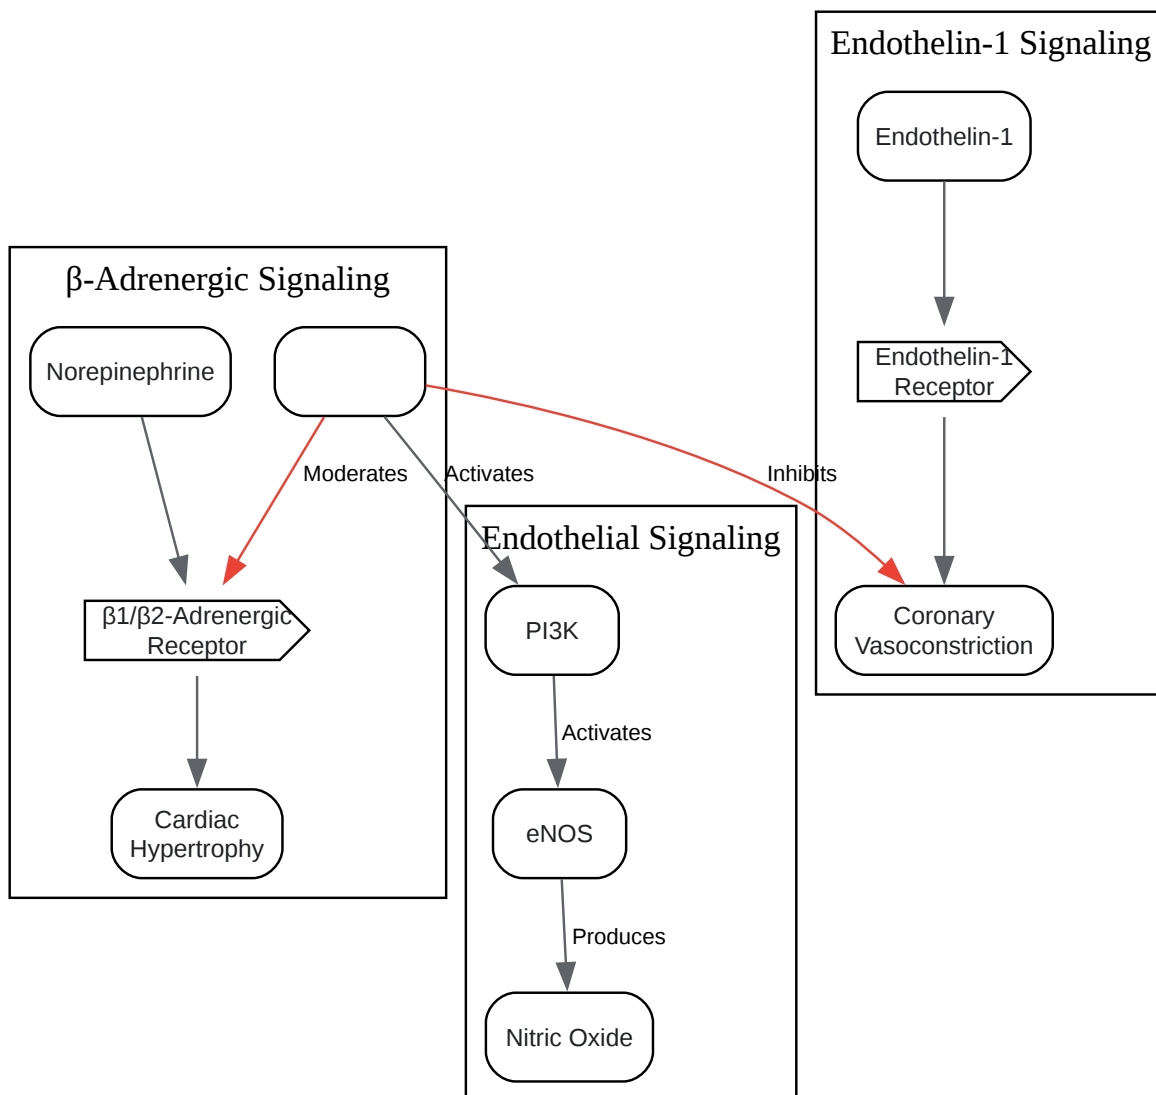 Endothelin-1 Signaling
Endothelin-1
Endothelin-1
Receptor
Coronary
Vasoconstriction
β-Adrenergic Signaling
Norepinephrine
Moderates
Activates
Inhibits
β1/β2-Adrenergic
Receptor
Cardiac
Hypertrophy
Endothelial Signaling
PI3K
Activates
eNOS
Produces
Nitric Oxide